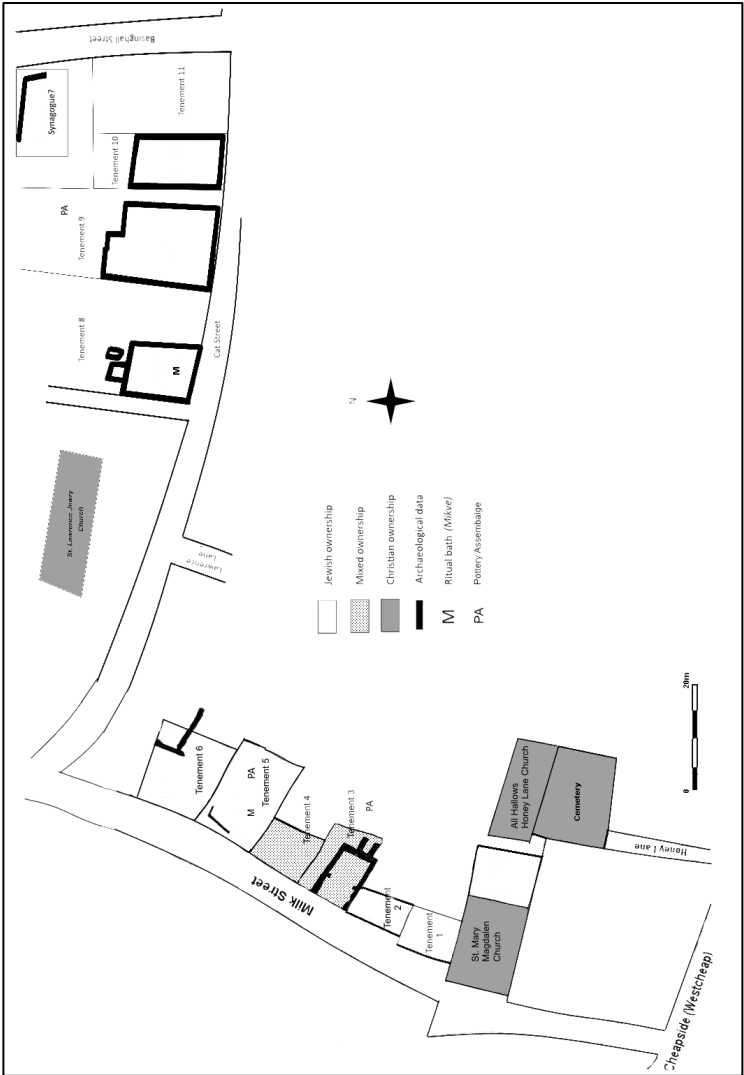 Basinghall Street
Synagogue?
Tenement 11
Tenement 10
PA
Tenement 9
Tenement 8
M
Cat Street
St. Lawrence Jewry
Church
N
Lawrence
Lane
Jewish ownership
Mixed ownership
Christian ownership
Archaeological data
M
Ritual bath (Mikve)
PA
Pottery Assembalge
Tenement 6
PA
M
Tenement 5
Tenement 4
Tenement 3
PA
Milk Street
Tenement
2
Tenement
1
All Hallows
Honey Lane Church
Cemetery
St. Mary
Magdalen
Church
Honey Lane
0
20m
Cheapside (Westcheap)